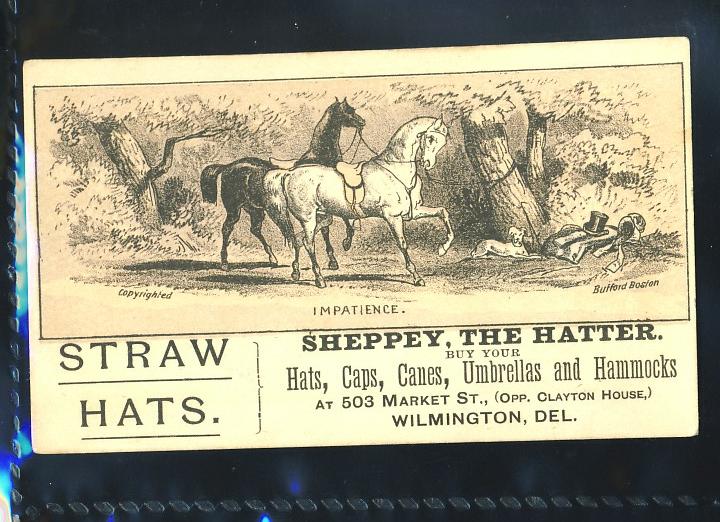 Copyrighted
Bufford Boston
IMPATIENCE.
STRAW
HATS.
SHEPPEY, THE HATTER.
BUY YOUR
Hats, Caps, Canes, Umbrellas and Hammocks
AT 503 MARKET ST., (OPP. CLAYTON HOUSE,)
WILMINGTON, DEL.